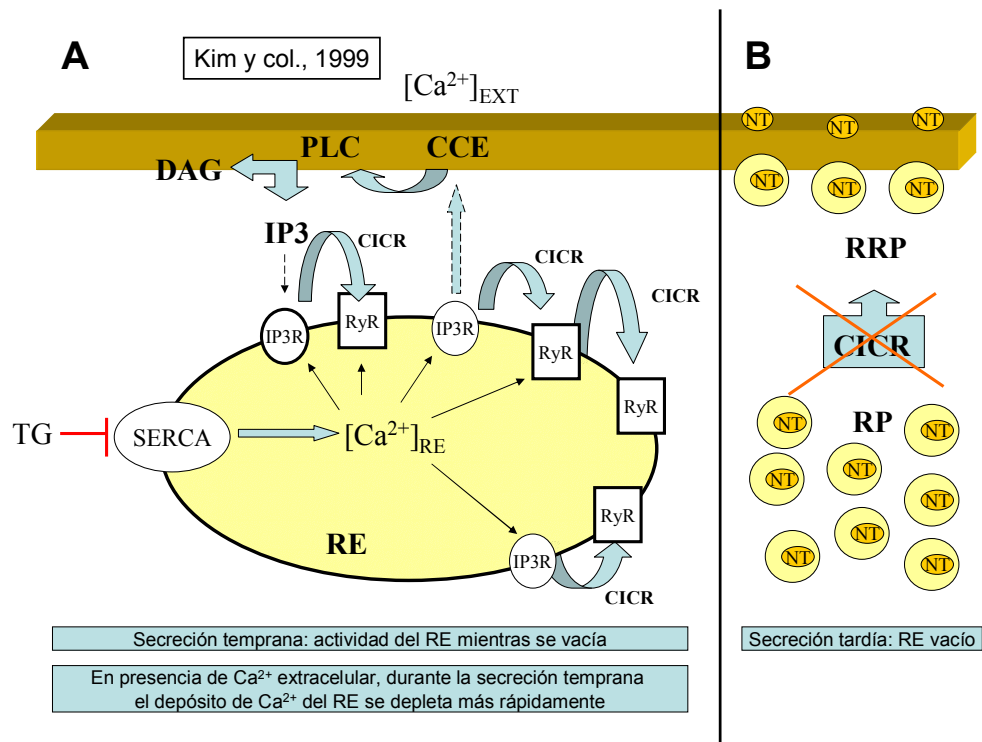 A
Kim y col., 1999
[Ca²⁺]EXT
B
NT NT NT
DAG PLC CCE
NT NT NT
IP3
CICR
CICR
CICR
RRP
IP3R RyR IP3R RyR
CICR
RyR
RP
TG SERCA [Ca²⁺]RE
NT NT
NT NT
NT
RyR
RE
IP3R
NT
NT NT
CICR
Secreción temprana: actividad del RE mientras se vacía
Secreción tardía: RE vacío
En presencia de Ca²⁺ extracelular, durante la secreción temprana
el depósito de Ca²⁺ del RE se depleta más rápidamente